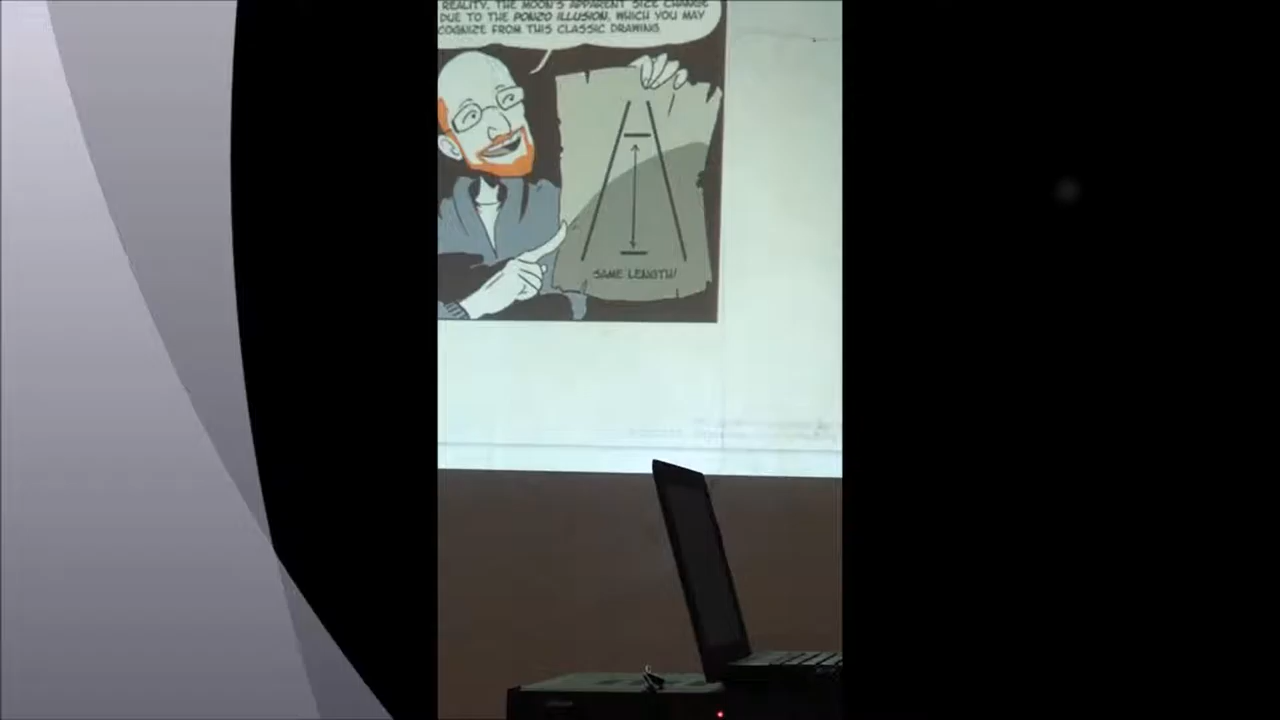 REALITY, THE MOON'S APPARENT SIZE CHANGE
DUE TO THE PONZO ILLUSION, WHICH YOU MAY
COGNIZE FROM THIS CLASSIC DRAWING
SAME LENGTH!